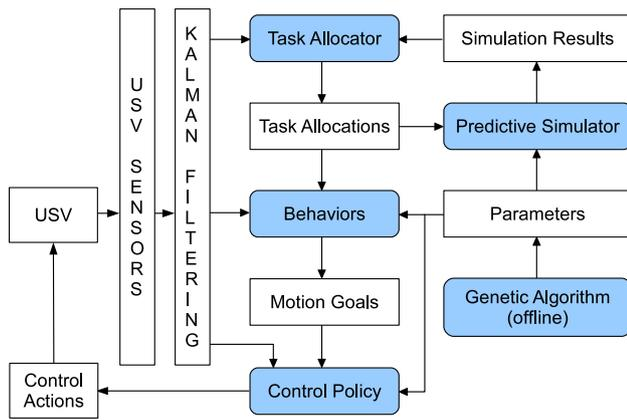 USV
USV SENSORS
KALMAN FILTERING
Task Allocator
Simulation Results
Task Allocations
Predictive Simulator
Behaviors
Parameters
Motion Goals
Genetic Algorithm
(offline)
Control
Actions
Control Policy